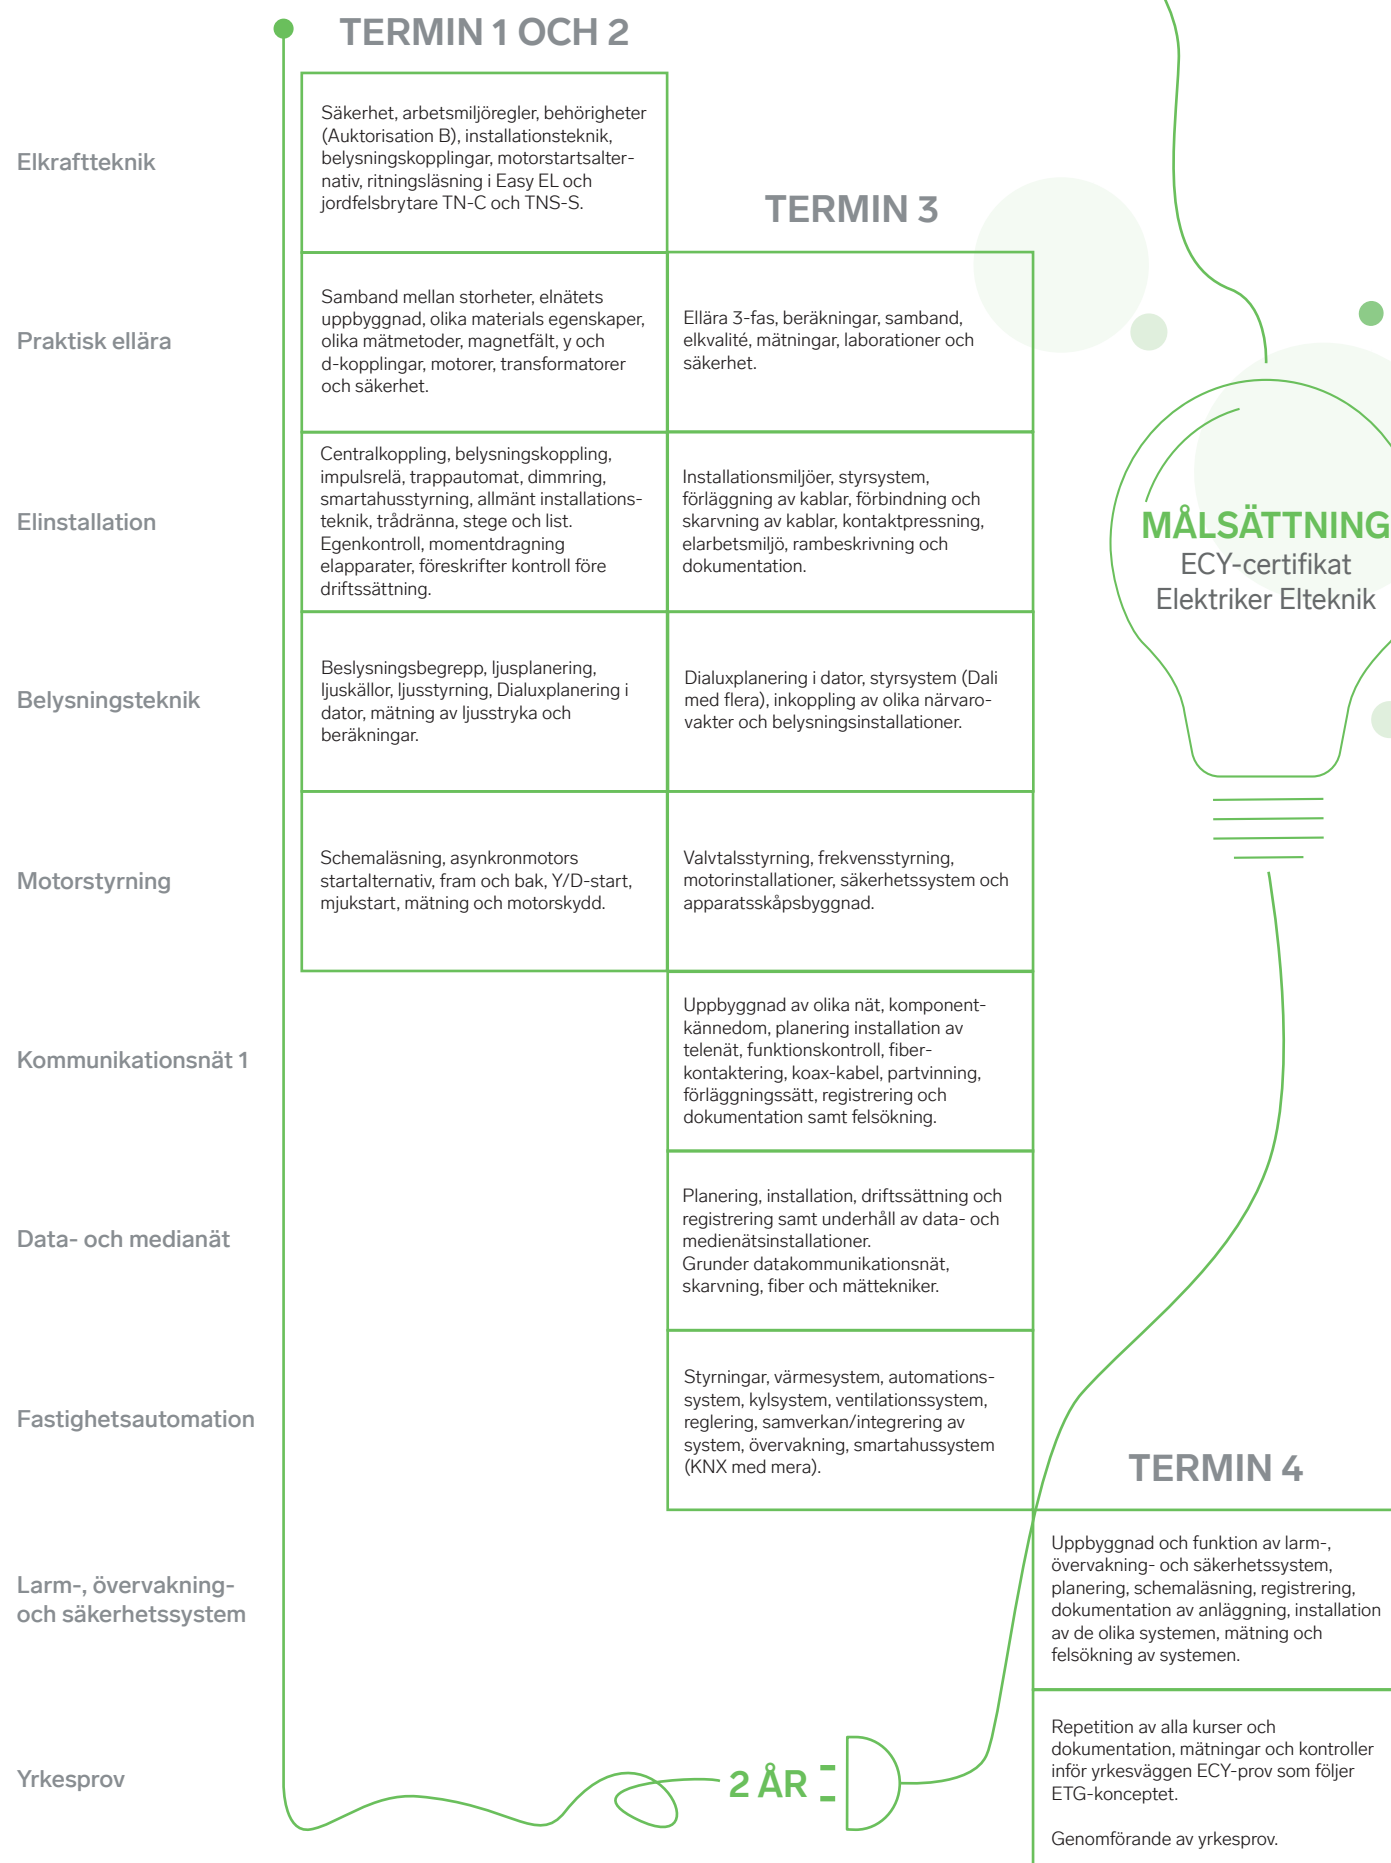 TERMIN 1 OCH 2
Elkraftteknik
Säkerhet, arbetsmiljöregler, behörigheter
(Auktorisation B), installationsteknik,
belysningskopplingar, motorstartsalter-
nativ, ritningsläsning i Easy EL och
jordfelsbrytare TN-C och TNS-S.
TERMIN 3
Praktisk ellära
Samband mellan storheter, elnätets
uppbyggnad, olika materials egenskaper,
olika mätmetoder, magnetfält, y och
d-kopplingar, motorer, transformatorer
och säkerhet.
Ellära 3-fas, beräkningar, samband,
elkvalité, mätningar, laborationer och
säkerhet.
Elinstallation
Centralkoppling, belysningskoppling,
impulsrelä, trappautomat, dimmring,
smartahusstyrning, allmänt installations-
teknik, trådränna, stege och list.
Egenkontroll, momentdragning
elapparater, föreskrifter kontroll före
driftssättning.
Installationsmiljöer, styrsystem,
förläggning av kablar, förbindning och
skarvning av kablar, kontaktpressning,
elarbetsmiljö, rambeskrivning och
dokumentation.
MÅLSÄTTNING
ECY-certifikat
Elektriker Elteknik
Belysningsteknik
Beslysningsbegrepp, ljusplanering,
ljuskällor, ljusstyrning, Dialuxplanering i
dator, mätning av ljusstryka och
beräkningar.
Dialuxplanering i dator, styrsystem (Dali
med flera), inkoppling av olika närvaro-
vakter och belysningsinstallationer.
Motorstyrning
Schemaläsning, asynkronmotors
startalternativ, fram och bak, Y/D-start,
mjukstart, mätning och motorskydd.
Valvtalsstyrning, frekvensstyrning,
motorinstallationer, säkerhetssystem och
apparatsskåpsbyggnad.
Kommunikationsnät 1
Uppbyggnad av olika nät, komponent-
kännedom, planering installation av
telenät, funktionskontroll, fiber-
kontaktering, koax-kabel, partvinning,
förläggningssätt, registrering och
dokumentation samt felsökning.
Data- och medianät
Planering, installation, driftssättning och
registrering samt underhåll av data- och
medienätsinstallationer.
Grunder datakommunikationsnät,
skarvning, fiber och mättekniker.
Fastighetsautomation
Styrningar, värmesystem, automations-
system, kylsystem, ventilationssystem,
reglering, samverkan/integrering av
system, övervakning, smartahussystem
(KNX med mera).
TERMIN 4
Larm-, övervakning-
och säkerhetssystem
Uppbyggnad och funktion av larm-,
övervakning- och säkerhetssystem,
planering, schemaläsning, registrering,
dokumentation av anläggning, installation
av de olika systemen, mätning och
felsökning av systemen.
Yrkesprov
2 ÅR
Repetition av alla kurser och
dokumentation, mätningar och kontroller
inför yrkesväggen ECY-prov som följer
ETG-konceptet.
Genomförande av yrkesprov.